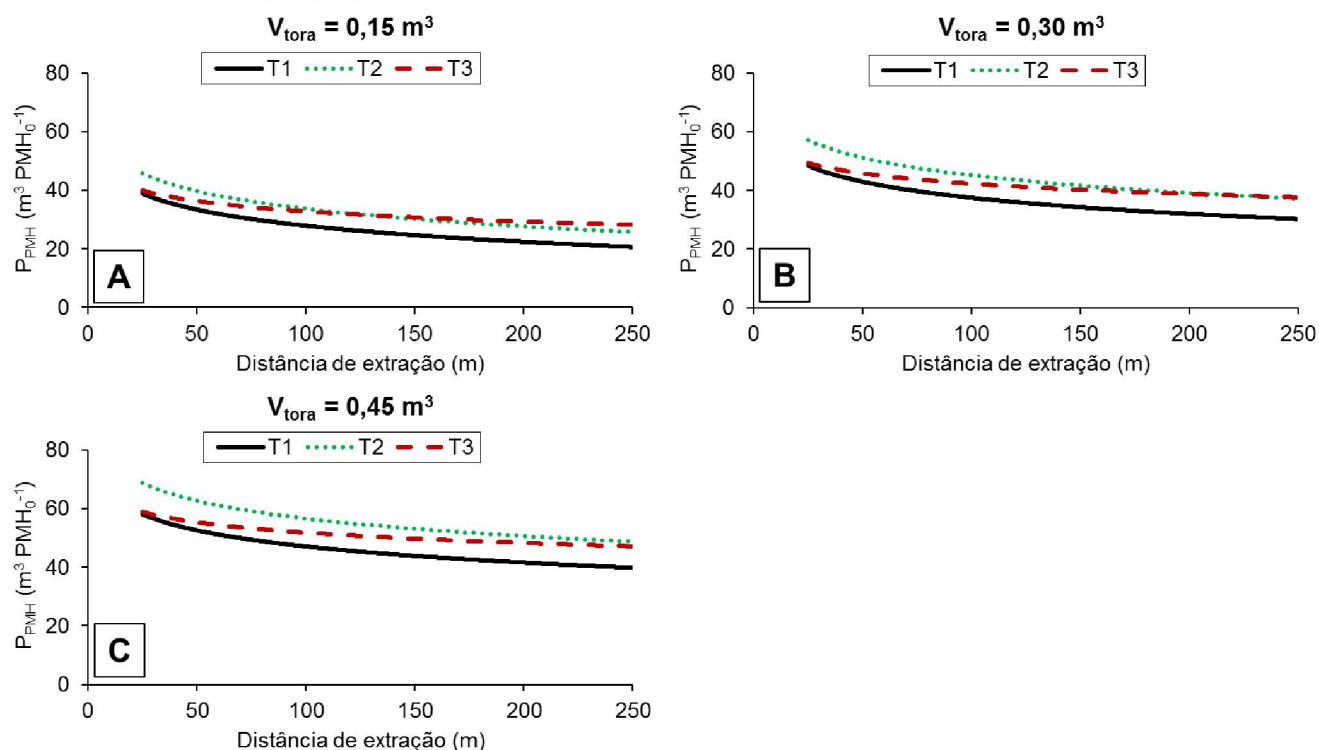 V_tora = 0,15 m³
T1 T2 T3
80
60
40
20
0
P_PMH (m³ PMH₀⁻¹)
A
0 50 100 150 200 250
Distância de extração (m)
V_tora = 0,30 m³
T1 T2 T3
80
60
40
20
0
P_PMH (m³ PMH₀⁻¹)
B
0 50 100 150 200 250
Distância de extração (m)
V_tora = 0,45 m³
T1 T2 T3
80
60
40
20
0
P_PMH (m³ PMH₀⁻¹)
C
0 50 100 150 200 250
Distância de extração (m)